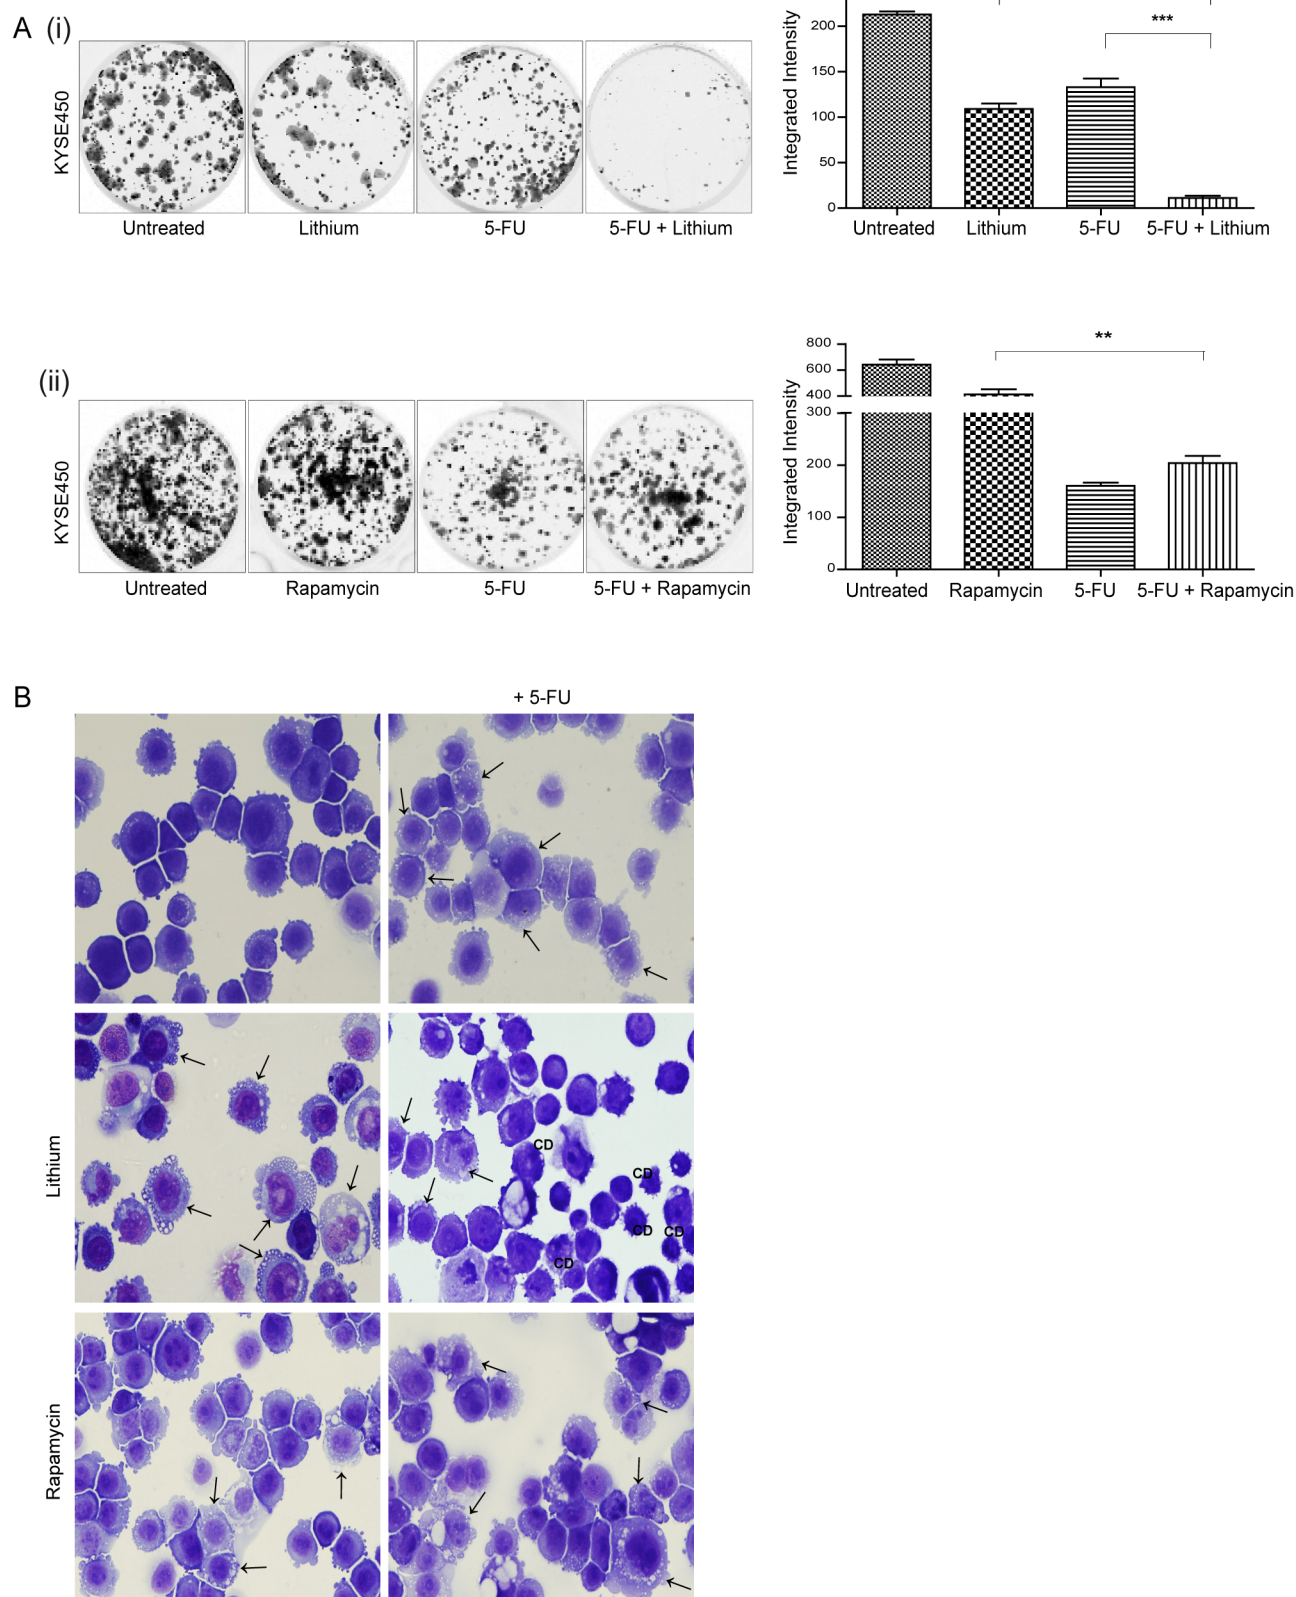 A (i)
KYSE450
Untreated
Lithium
5-FU
5-FU + Lithium
Integrated Intensity
200
150
100
50
0
***
Untreated
Lithium
5-FU
5-FU + Lithium
(ii)
KYSE450
Untreated
Rapamycin
5-FU
5-FU + Rapamycin
Integrated Intensity
800
600
400
300
200
100
0
**
Untreated
Rapamycin
5-FU
5-FU + Rapamycin
B
+ 5-FU
Lithium
CD
CD
CD
CD
CD
Rapamycin